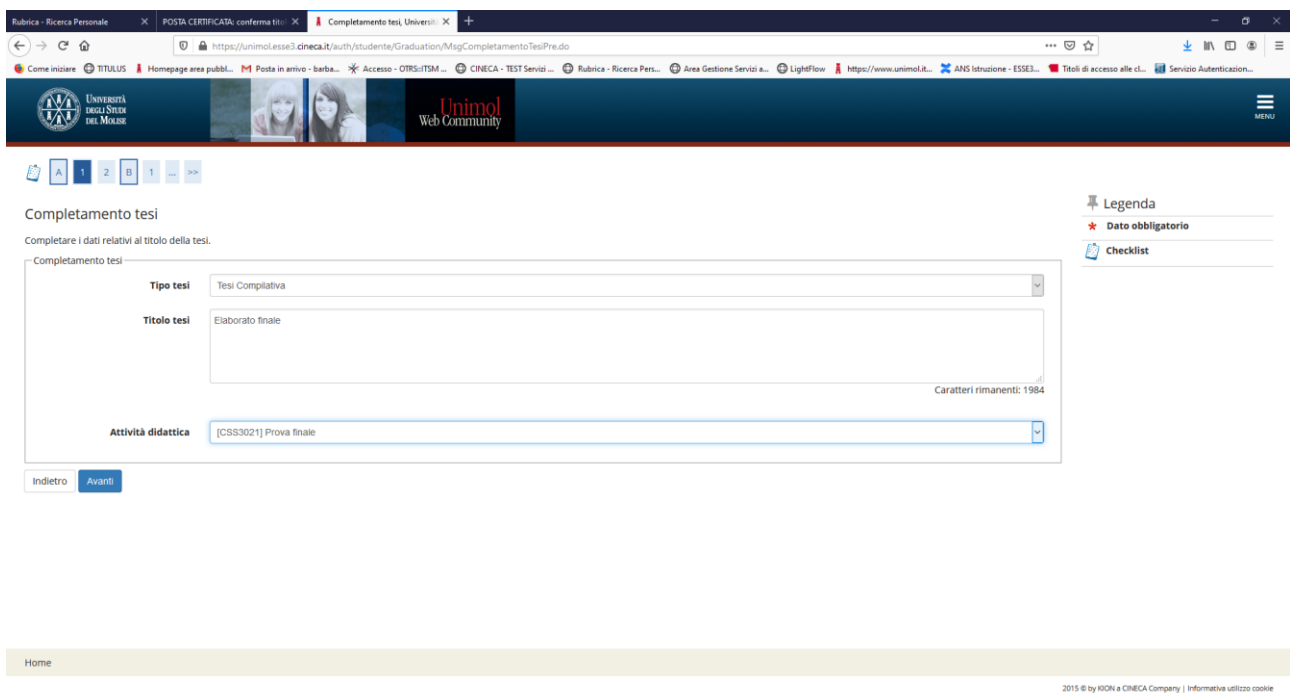 Rubrica - Ricerca Personale
POSTA CERTIFICATA: conferma titol
Completamento tesi, Universit
https://unimol.esse3.cineca.it/auth/studente/Graduation/MsgCompletamentoTesiPre.do
Come iniziare TITULUS Homepage area pubbl... Posta in arrivo - barba... Accesso - OTRS::ITSM ... CINECA - TEST Servizi ... Rubrica - Ricerca Pers... Area Gestione Servizi a... LightFlow https://www.unimol.it... ANS Istruzione - ESSE3... Titoli di accesso alle cl... Servizio Autenticazion...
Università
degli Studi
del Molise
Unimol
Web Community
MENU
A 1 2 B 1 ... >>
Completamento tesi
Completare i dati relativi al titolo della tesi.
Completamento tesi
Tipo tesi Tesi Compilativa
Titolo tesi Elaborato finale
Caratteri rimanenti: 1984
Attività didattica [CSS3021] Prova finale
Indietro Avanti
Legenda
* Dato obbligatorio
Checklist
Home
2015 © by KION a CINECA Company | Informativa utilizzo cookie